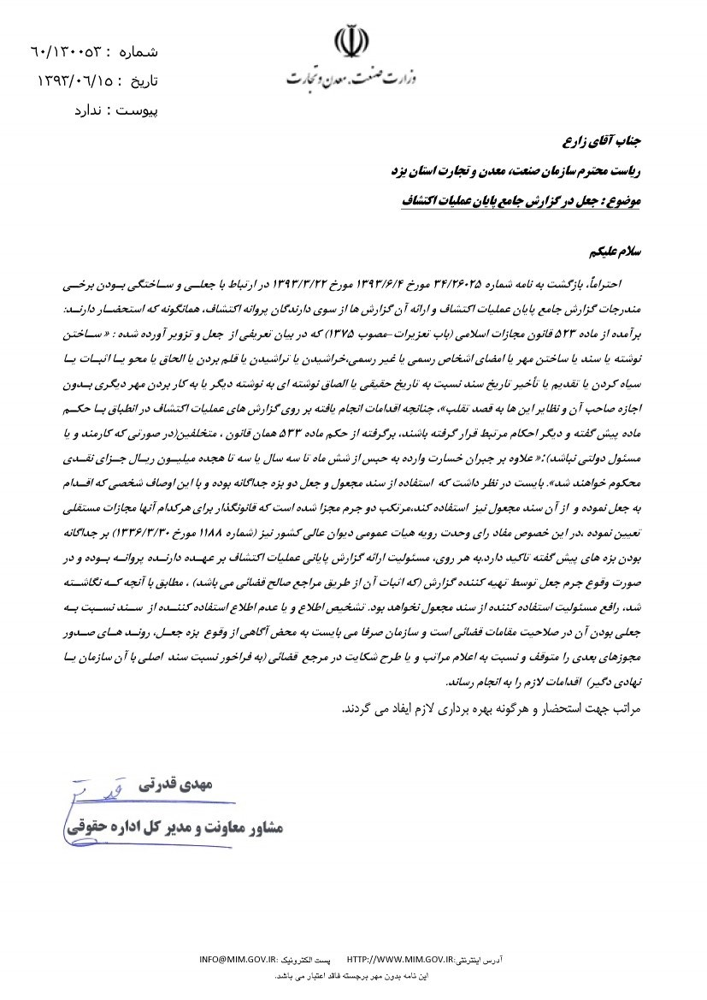 شماره : ٦٠/١٣٠٠٥٣
تاریخ : ١٣٩٣/٠٦/١٥
پیوست : ندارد
وزارت صنعت، معدن و تجارت
جناب آقای زارع
ریاست محترم سازمان صنعت، معدن و تجارت استان یزد
موضوع : جعل در گزارش جامع پایان عملیات اکتشاف
سلام علیکم
احتراماً، بازگشت به نامه شماره ۳۴/۲۶۰۲۵ مورخ ۱۳۹۳/۶/۴ مورخ ۱۳۹۳/۳/۲۲ در ارتباط با جعلی و ساختگی بودن برخی
مندرجات گزارش جامع پایان عملیات اکتشاف و ارائه آن گزارش ها از سوی دارندگان پروانه اکتشاف، همانگونه که استحضار دارند:
برآمده از ماده ۵۲۳ قانون مجازات اسلامی (باب تعزیرات-مصوب ۱۳۷۵) که در بیان تعریفی از جعل و تزویر آورده شده : « ساختن
نوشته یا سند یا ساختن مهر یا امضای اشخاص رسمی یا غیر رسمی،خراشیدن یا تراشیدن یا قلم بردن یا الحاق یا محو یا اثبات یا
سیاه کردن یا تقدیم یا تأخیر تاریخ سند نسبت به تاریخ حقیقی یا الصاق نوشته ای به نوشته دیگر یا به کار بردن مهر دیگری بدون
اجازه صاحب آن و نظایر این ها به قصد تقلب»، چنانچه اقدامات انجام یافته بر روی گزارش های عملیات اکتشاف در انطباق با حکم
ماده پیش گفته و دیگر احکام مرتبط قرار گرفته باشند، برگرفته از حکم ماده ۵۳۳ همان قانون ، متخلفین(در صورتی که کارمند و یا
مسئول دولتی نباشد):« علاوه بر جبران خسارت وارده به حبس از شش ماه تا سه سال یا سه تا هجده میلیون ریال جزای نقدی
محکوم خواهند شد». بایست در نظر داشت که استفاده از سند مجعول و جعل دو بزه جداگانه بوده و با این اوصاف شخصی که اقدام
به جعل نموده و از آن سند مجعول نیز استفاده کند،مرتکب دو جرم مجزا شده است که قانونگذار برای هرکدام آنها مجازات مستقلی
تعیین نموده ،در این خصوص مفاد رای وحدت رویه هیات عمومی دیوان عالی کشور نیز (شماره ۱۱۸۸ مورخ ۱۳۳۶/۳/۳۰) بر جداگانه
بودن بزه های پیش گفته تاکید دارد.به هر روی، مسئولیت ارائه گزارش پایانی عملیات اکتشاف بر عهده دارنده پروانه بوده و در
صورت وقوع جرم جعل توسط تهیه کننده گزارش (که اثبات آن از طریق مراجع صالح قضائی می باشد) ، مطابق با آنچه که نگاشته
شد، رافع مسئولیت استفاده کننده از سند مجعول نخواهد بود. تشخیص اطلاع و یا عدم اطلاع استفاده کننده از سند نسبت به
جعلی بودن آن در صلاحیت مقامات قضائی است و سازمان صرفا می بایست به محض آگاهی از وقوع بزه جعل، روند های صدور
مجوزهای بعدی را متوقف و نسبت به اعلام مراتب و یا طرح شکایت در مرجع قضائی (به فراخور نسبت سند اصلی با آن سازمان یا
نهادی دگیر) اقدامات لازم را به انجام رساند.
مراتب جهت استحضار و هرگونه بهره برداری لازم ایفاد می گردند.
مهدی قدرتی
مشاور معاونت و مدیر کل اداره حقوقی
آدرس اینترنتی:HTTP://WWW.MIM.GOV.IR پست الکترونیک :INFO@MIM.GOV.IR
این نامه بدون مهر برجسته فاقد اعتبار می باشد.